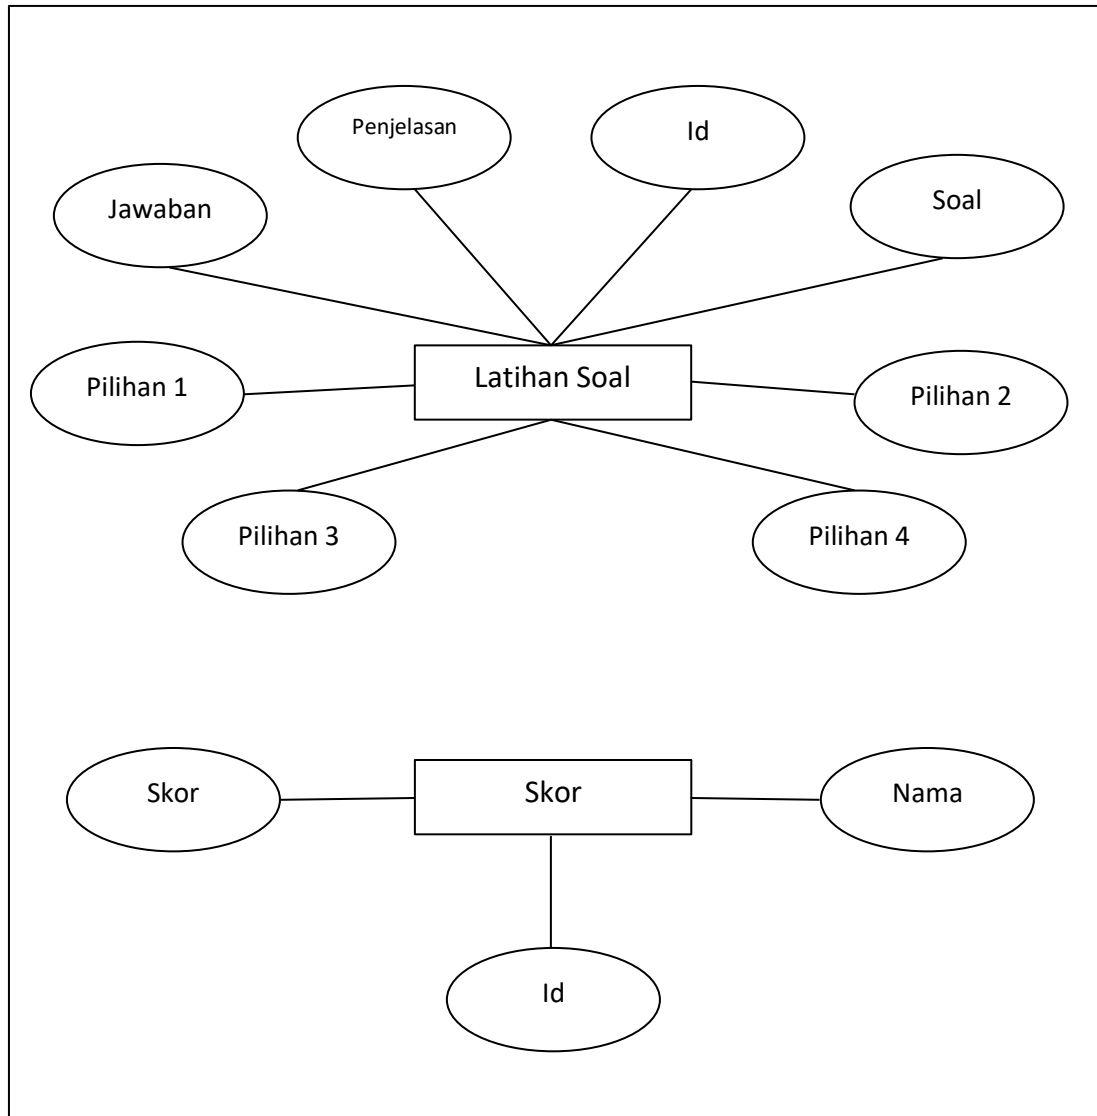 Penjelasan
Id
Jawaban
Soal
Latihan Soal
Pilihan 1
Pilihan 2
Pilihan 3
Pilihan 4
Skor
Skor
Nama
Id